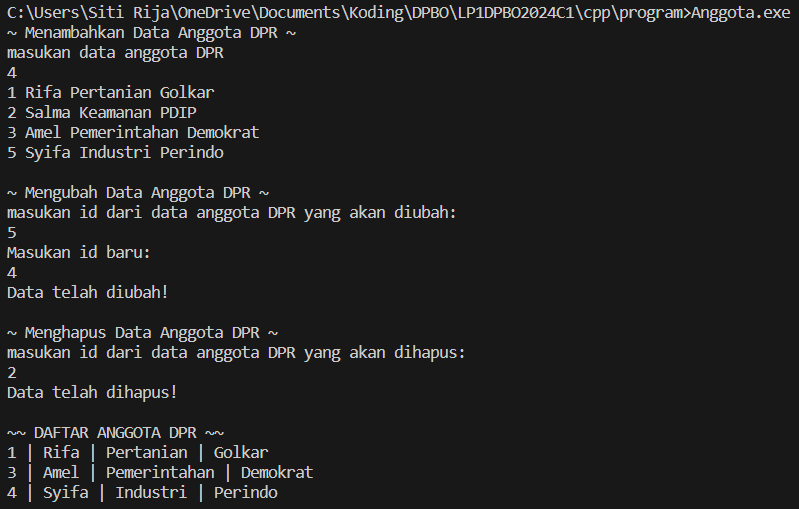 C:\Users\Siti Rija\OneDrive\Documents\Koding\DPBO\LP1DPBO2024C1\cpp\program>Anggota.exe
~ Menambahkan Data Anggota DPR ~
masukan data anggota DPR
4
1 Rifa Pertanian Golkar
2 Salma Keamanan PDIP
3 Amel Pemerintahan Demokrat
5 Syifa Industri Perindo

~ Mengubah Data Anggota DPR ~
masukan id dari data anggota DPR yang akan diubah:
5
Masukan id baru:
4
Data telah diubah!

~ Menghapus Data Anggota DPR ~
masukan id dari data anggota DPR yang akan dihapus:
2
Data telah dihapus!

~~ DAFTAR ANGGOTA DPR ~~
1 | Rifa | Pertanian | Golkar
3 | Amel | Pemerintahan | Demokrat
4 | Syifa | Industri | Perindo